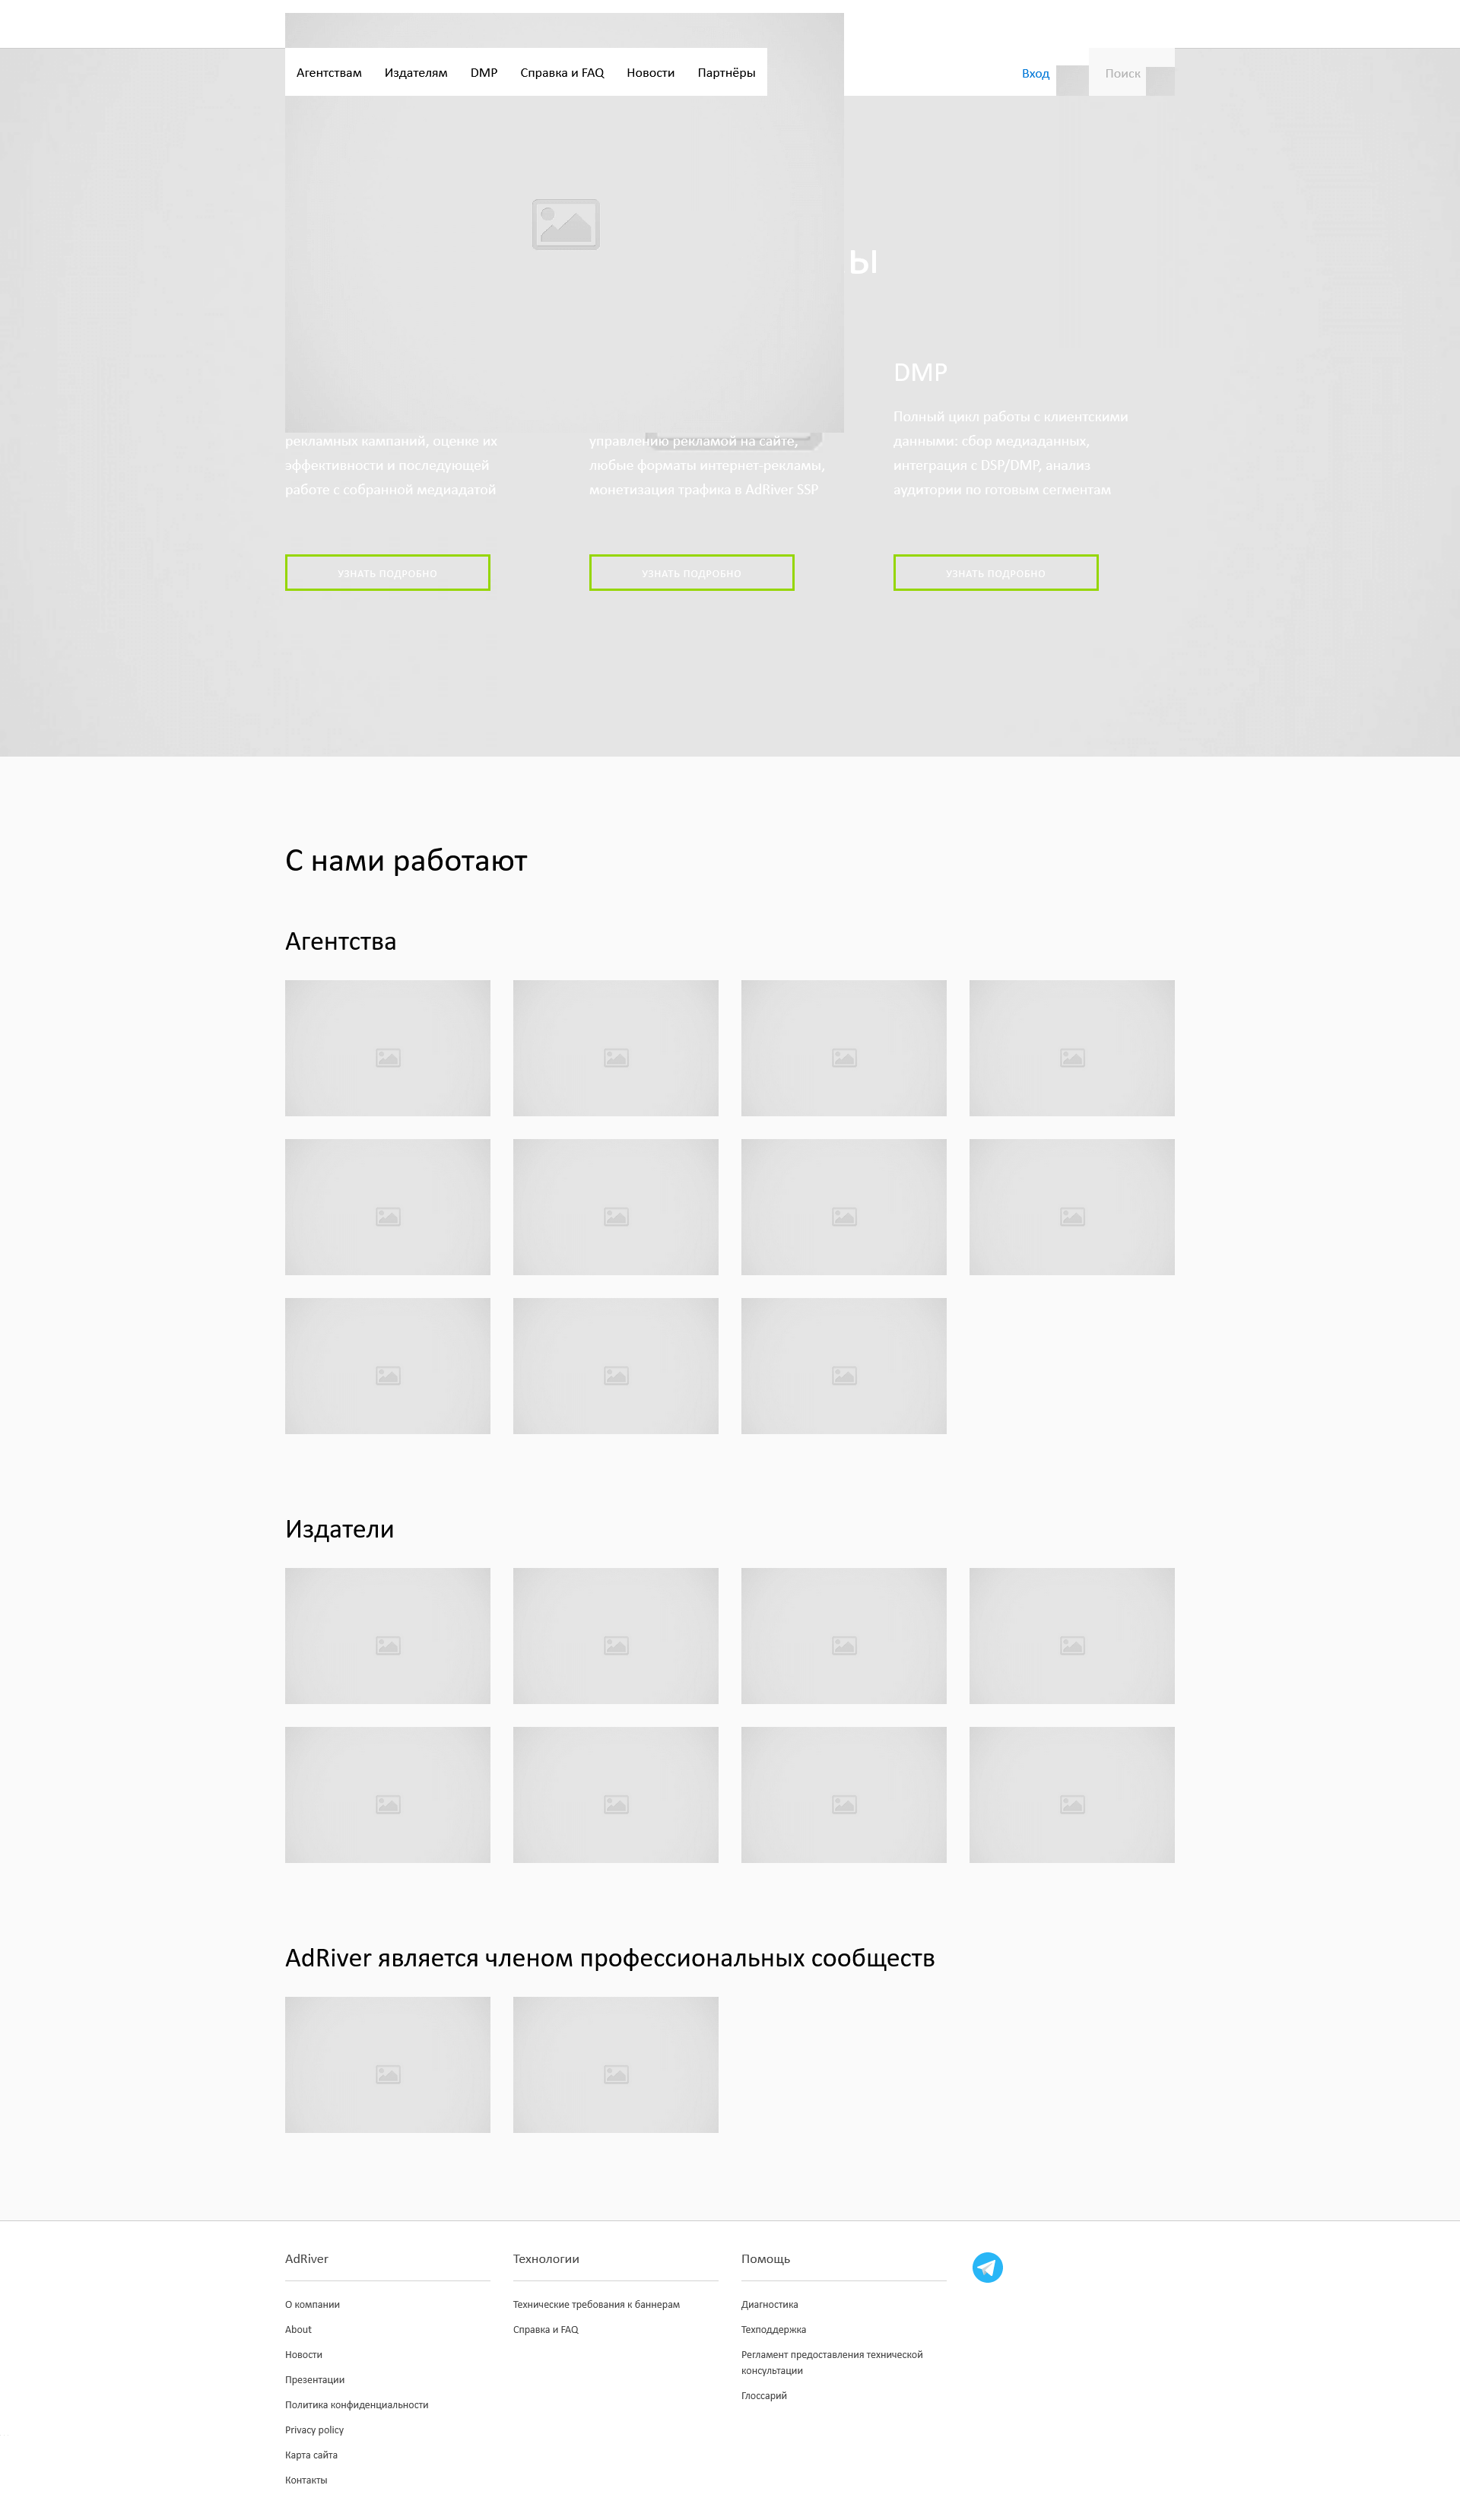 Агентствам Издателям DMP Справка и FAQ Новости Партнёры Вход Поиск
ы
рекламных кампаний, оценке их
эффективности и последующей
работе с собранной медиадатой
УЗНАТЬ ПОДРОБНО
управлению рекламой на сайте,
любые форматы интернет-рекламы,
монетизация трафика в AdRiver SSP
УЗНАТЬ ПОДРОБНО
DMP
Полный цикл работы с клиентскими
данными: сбор медиаданных,
интеграция с DSP/DMP, анализ
аудитории по готовым сегментам
УЗНАТЬ ПОДРОБНО
С нами работают
Агентства
Издатели
AdRiver является членом профессиональных сообществ
AdRiver
О компании
About
Новости
Презентации
Политика конфиденциальности
Privacy policy
Карта сайта
Контакты
Технологии
Технические требования к баннерам
Справка и FAQ
Помощь
Диагностика
Техподдержка
Регламент предоставления технической
консультации
Глоссарий